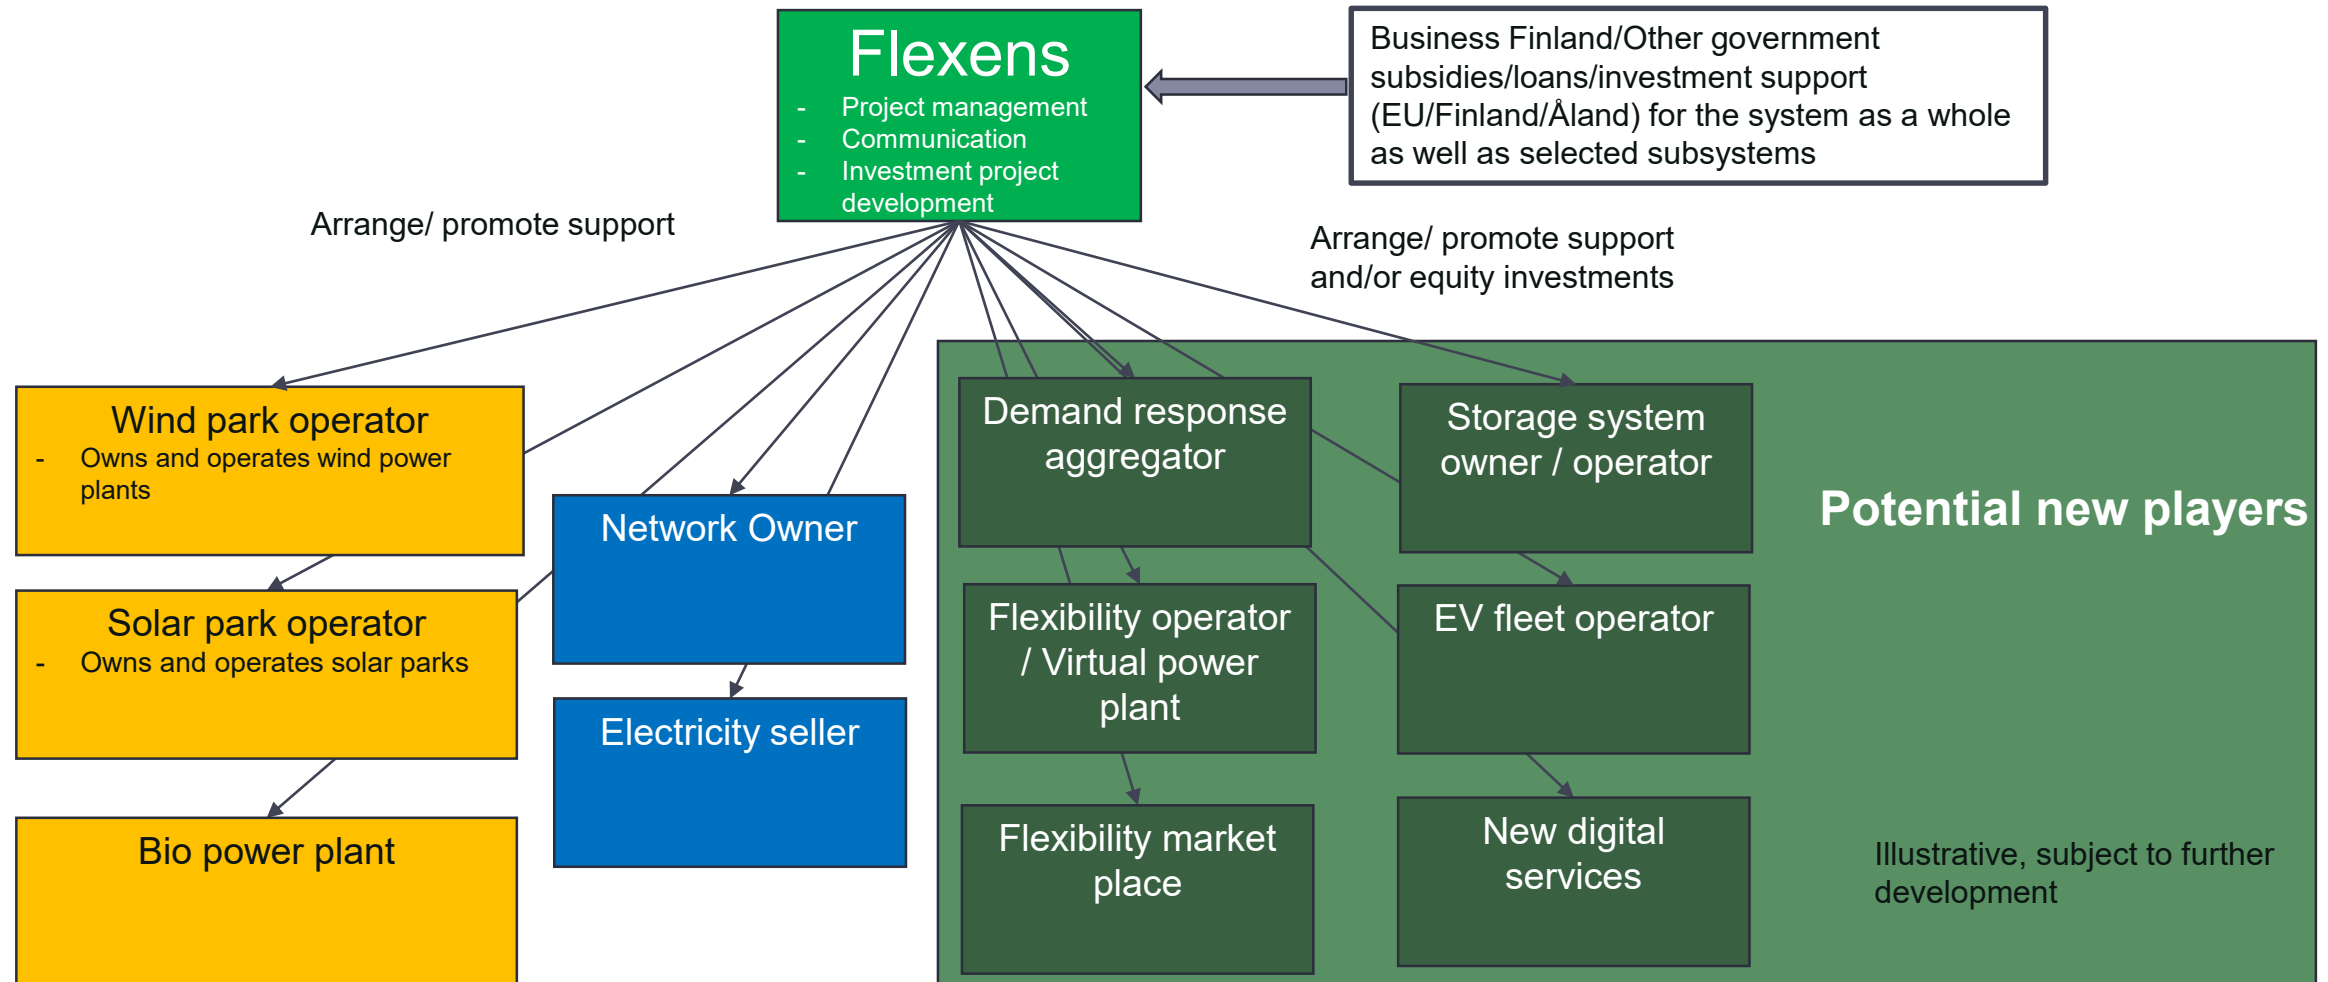 Flexens
- Project management
- Communication
- Investment project
development
Business Finland/Other government
subsidies/loans/investment support
(EU/Finland/Åland) for the system as a whole
as well as selected subsystems
Arrange/ promote support
Arrange/ promote support
and/or equity investments
Wind park operator
- Owns and operates wind power
plants
Solar park operator
- Owns and operates solar parks
Bio power plant
Network Owner
Electricity seller
Demand response
aggregator
Flexibility operator
/ Virtual power
plant
Flexibility market
place
Storage system
owner / operator
EV fleet operator
New digital
services
Potential new players
Illustrative, subject to further
development